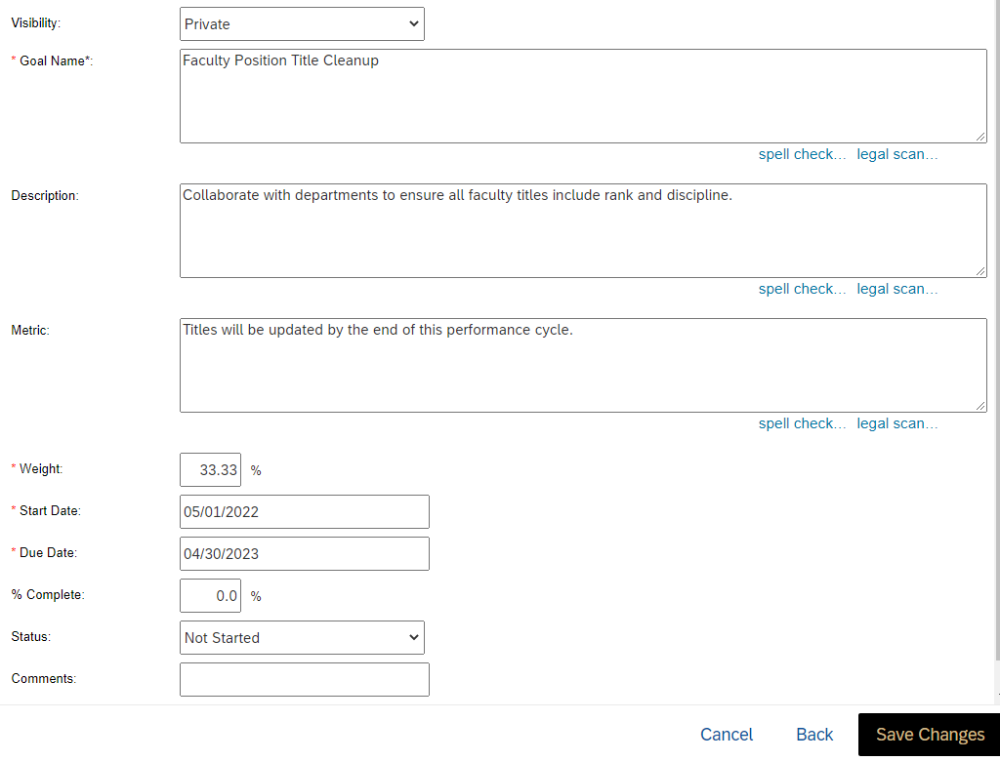 Visibility: Private
* Goal Name*: Faculty Position Title Cleanup
spell check... legal scan...
Description: Collaborate with departments to ensure all faculty titles include rank and discipline.
spell check... legal scan...
Metric: Titles will be updated by the end of this performance cycle.
spell check... legal scan...
* Weight: 33.33 %
* Start Date: 05/01/2022
* Due Date: 04/30/2023
% Complete: 0.0 %
Status: Not Started
Comments:
Cancel Back Save Changes